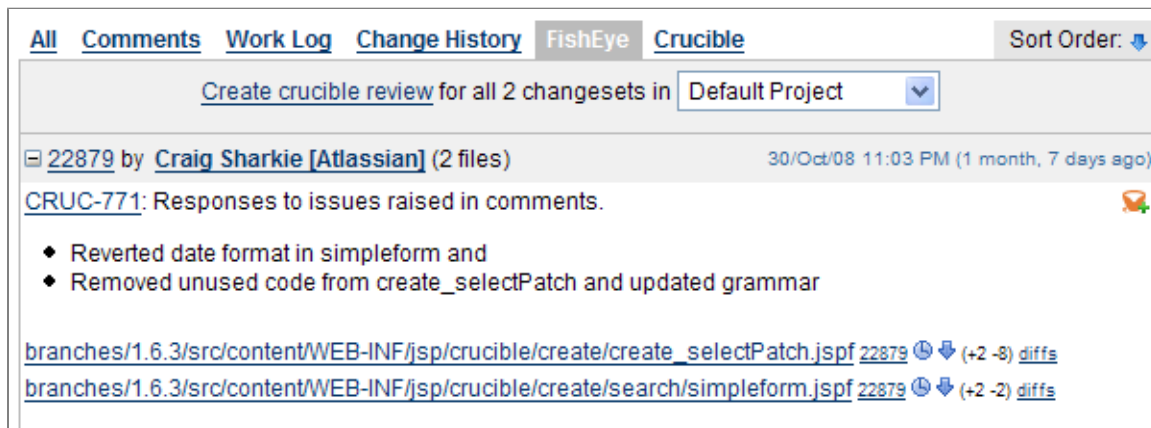 All Comments Work Log Change History FishEye Crucible Sort Order:
Create crucible review for all 2 changesets in Default Project
22879 by Craig Sharkie [Atlassian] (2 files) 30/Oct/08 11:03 PM (1 month, 7 days ago)
CRUC-771: Responses to issues raised in comments.
◆ Reverted date format in simpleform and
◆ Removed unused code from create_selectPatch and updated grammar
branches/1.6.3/src/content/WEB-INF/jsp/crucible/create/create_selectPatch.jspf 22879 (+2 -8) diffs
branches/1.6.3/src/content/WEB-INF/jsp/crucible/create/search/simpleform.jspf 22879 (+2 -2) diffs